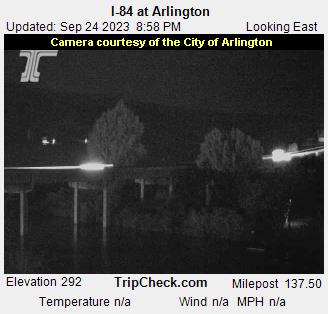 I-84 at Arlington
Updated: Sep 24 2023 8:58 PM Looking East
Camera courtesy of the City of Arlington
Elevation 292 TripCheck.com Milepost 137.50
Temperature n/a Wind n/a MPH n/a